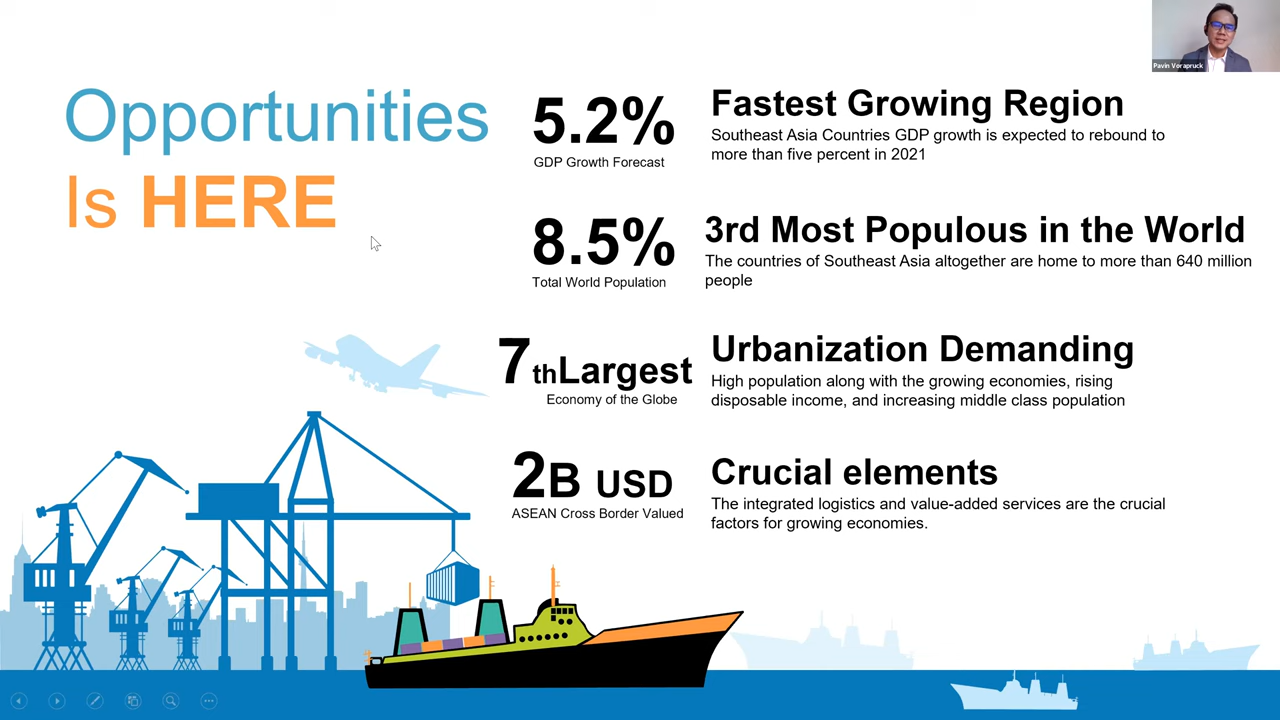 Pavin Vorapruck
Opportunities
Is HERE
5.2%
GDP Growth Forecast
Fastest Growing Region
Southeast Asia Countries GDP growth is expected to rebound to
more than five percent in 2021
8.5%
Total World Population
3rd Most Populous in the World
The countries of Southeast Asia altogether are home to more than 640 million
people
7thLargest
Economy of the Globe
Urbanization Demanding
High population along with the growing economies, rising
disposable income, and increasing middle class population
2B USD
ASEAN Cross Border Valued
Crucial elements
The integrated logistics and value-added services are the crucial
factors for growing economies.